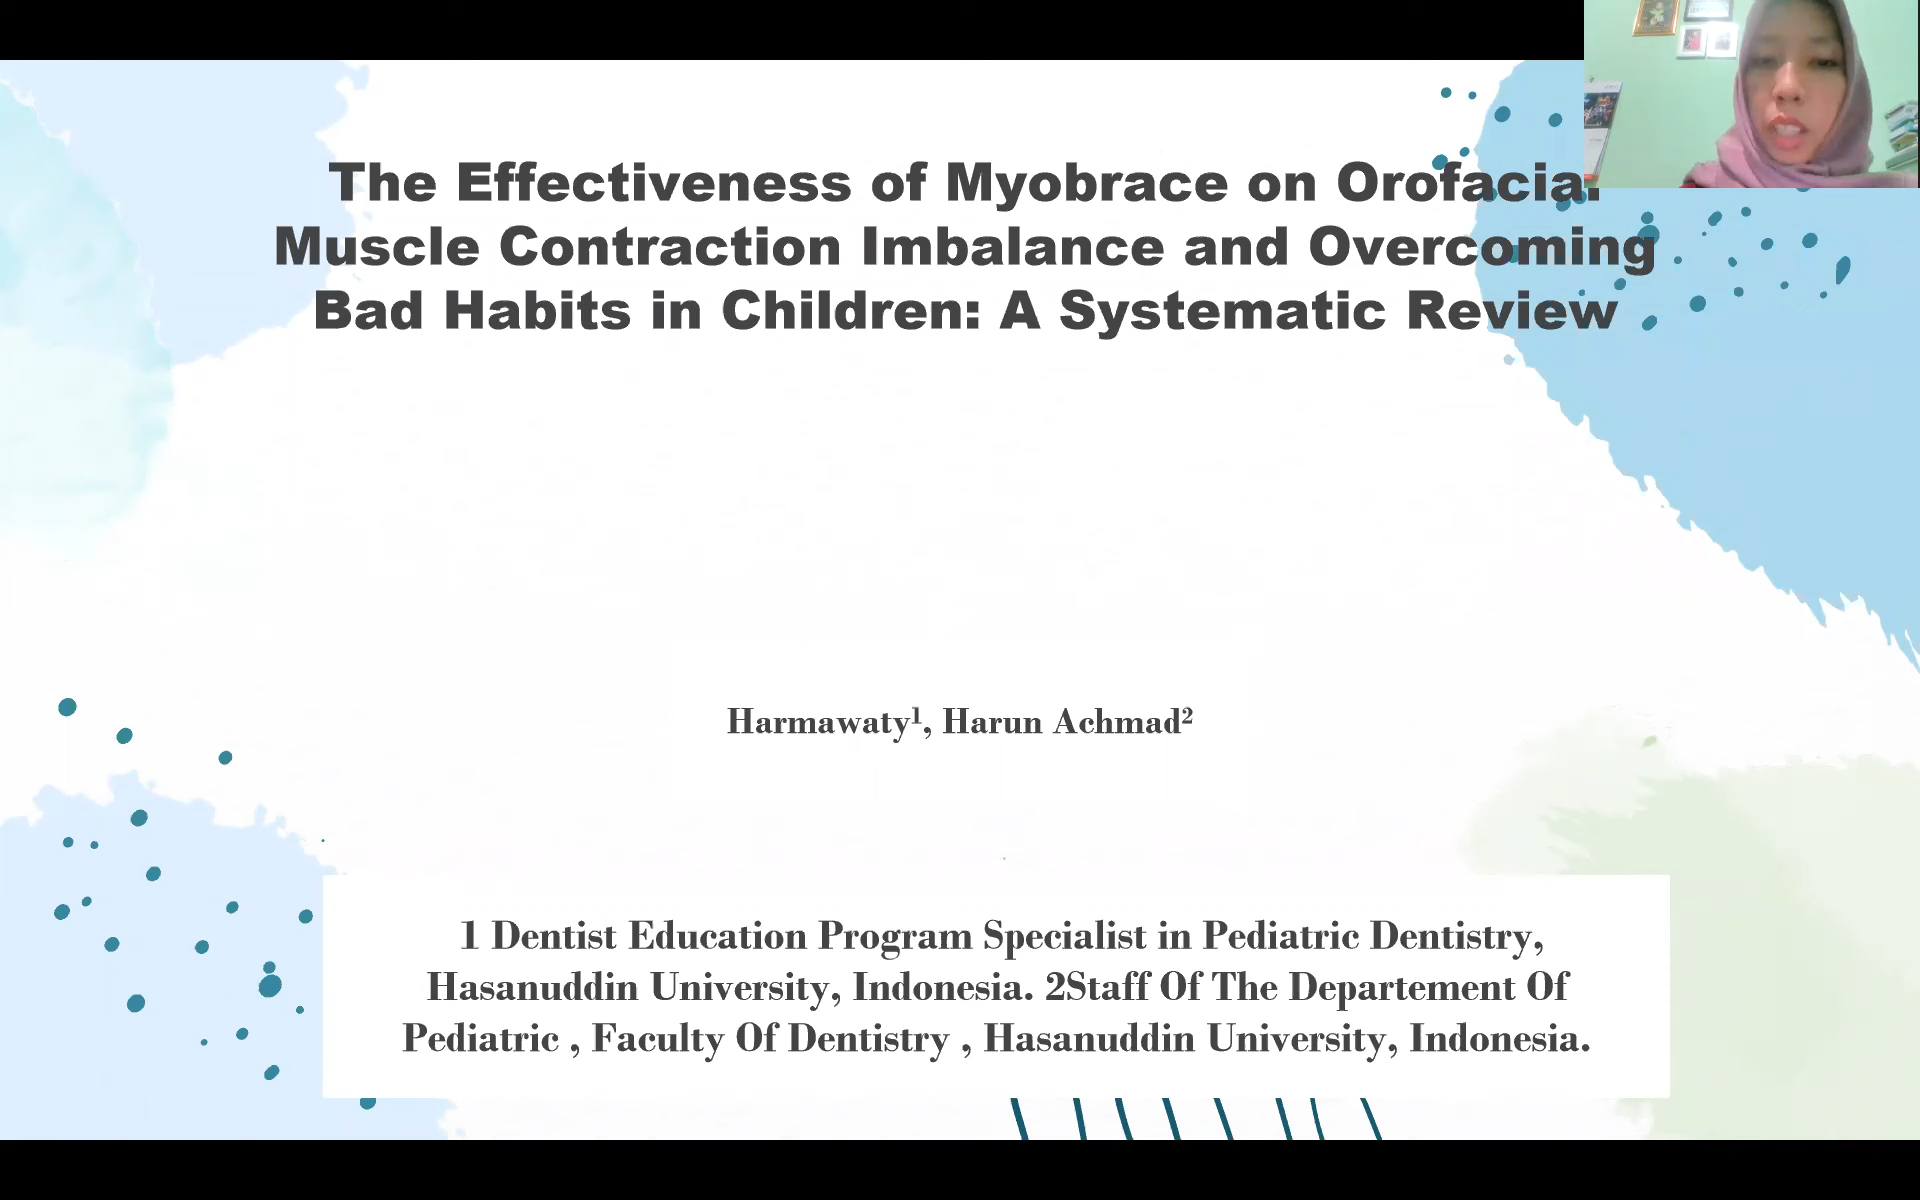 The Effectiveness of Myobrace on Orofacial
Muscle Contraction Imbalance and Overcoming
Bad Habits in Children: A Systematic Review
Harmawaty¹, Harun Achmad²
1 Dentist Education Program Specialist in Pediatric Dentistry,
Hasanuddin University, Indonesia. 2Staff Of The Departement Of
Pediatric , Faculty Of Dentistry , Hasanuddin University, Indonesia.